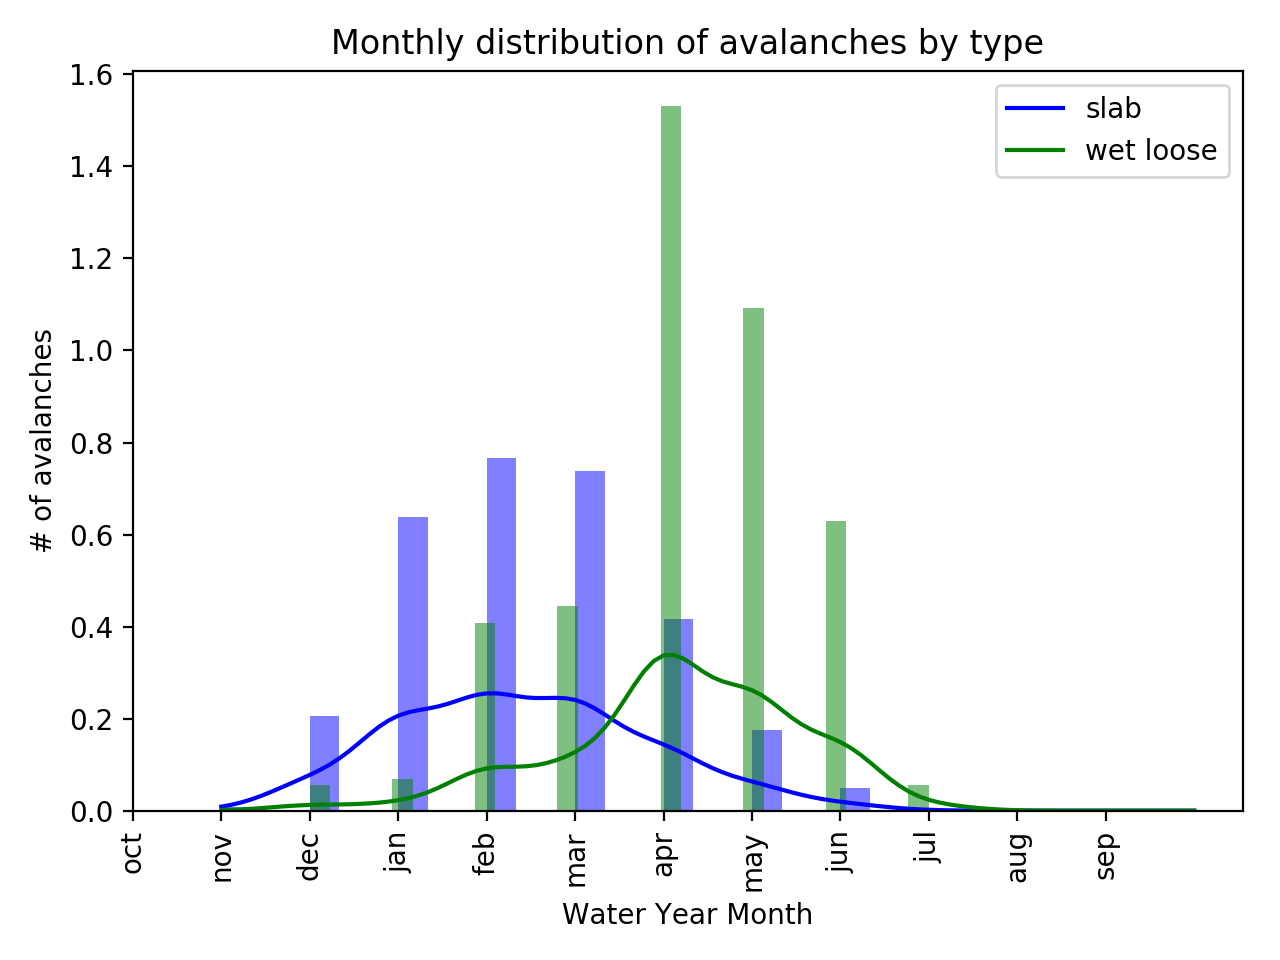 Monthly distribution of avalanches by type
slab
wet loose
1.6
1.4
1.2
1.0
0.8
0.6
0.4
0.2
0.0
# of avalanches
oct
nov
dec
jan
feb
mar
apr
may
jun
jul
aug
sep
Water Year Month